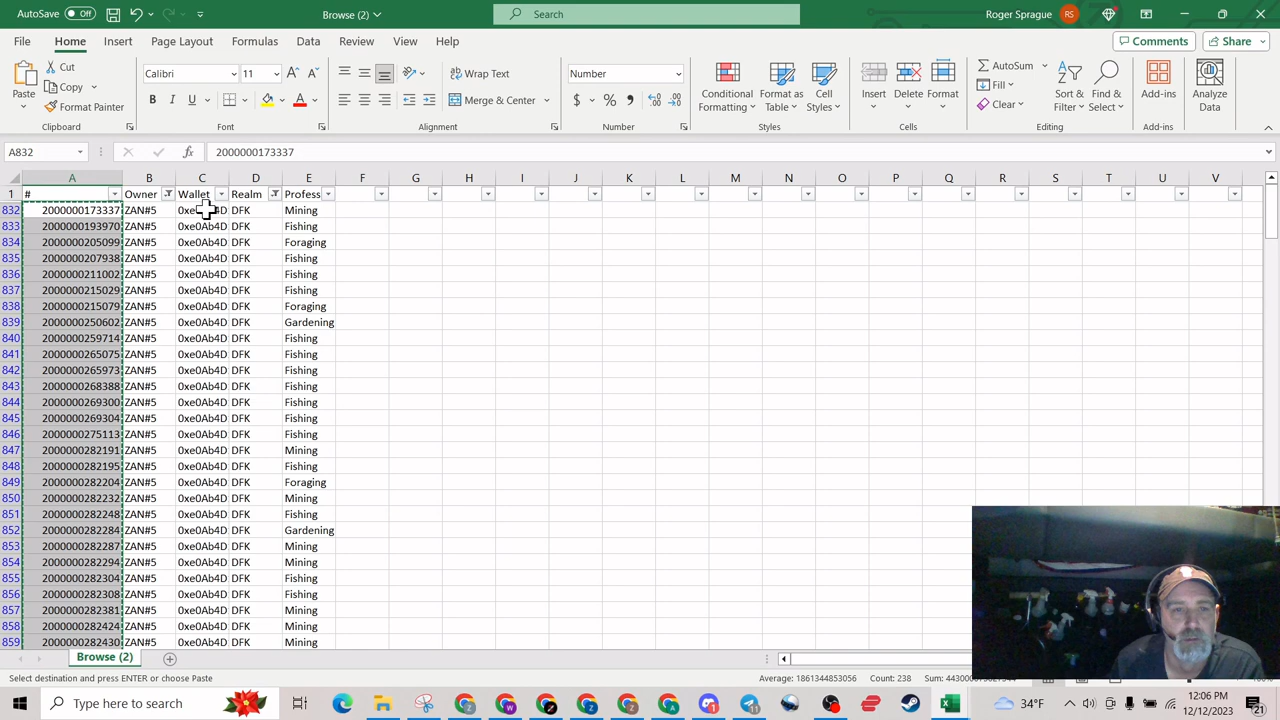 AutoSave Off Browse (2) Search Roger Sprague RS
File Home Insert Page Layout Formulas Data Review View Help Comments Share
Cut
Copy
Format Painter
Paste
Clipboard
Calibri 11
B I U
Font
Wrap Text
Merge & Center
Alignment
Number
$ % ,
Number
Conditional Formatting
Format as Table
Cell Styles
Styles
Insert Delete Format
Cells
AutoSum
Fill
Clear
Sort & Filter
Find & Select
Editing
Add-ins
Add-ins
Analyze Data
A832 fx 2000000173337
A B C D E F G H I J K L M N O P Q R S T U V
1 # Owner Wallet Realm Profess
832 2000000173337 ZAN#5 DFK Mining
833 2000000193970 ZAN#5 0xe0Ab4D DFK Fishing
834 2000000205099 ZAN#5 0xe0Ab4D DFK Foraging
835 2000000207938 ZAN#5 0xe0Ab4D DFK Fishing
836 2000000211002 ZAN#5 0xe0Ab4D DFK Fishing
837 2000000215029 ZAN#5 0xe0Ab4D DFK Fishing
838 2000000215079 ZAN#5 0xe0Ab4D DFK Foraging
839 2000000250602 ZAN#5 0xe0Ab4D DFK Gardening
840 2000000259714 ZAN#5 0xe0Ab4D DFK Fishing
841 2000000265075 ZAN#5 0xe0Ab4D DFK Fishing
842 2000000265973 ZAN#5 0xe0Ab4D DFK Fishing
843 2000000268388 ZAN#5 0xe0Ab4D DFK Fishing
844 2000000269300 ZAN#5 0xe0Ab4D DFK Fishing
845 2000000269304 ZAN#5 0xe0Ab4D DFK Fishing
846 2000000275113 ZAN#5 0xe0Ab4D DFK Fishing
847 2000000282191 ZAN#5 0xe0Ab4D DFK Mining
848 2000000282195 ZAN#5 0xe0Ab4D DFK Fishing
849 2000000282204 ZAN#5 0xe0Ab4D DFK Foraging
850 2000000282232 ZAN#5 0xe0Ab4D DFK Mining
851 2000000282248 ZAN#5 0xe0Ab4D DFK Fishing
852 2000000282284 ZAN#5 0xe0Ab4D DFK Gardening
853 2000000282287 ZAN#5 0xe0Ab4D DFK Mining
854 2000000282294 ZAN#5 0xe0Ab4D DFK Mining
855 2000000282304 ZAN#5 0xe0Ab4D DFK Fishing
856 2000000282308 ZAN#5 0xe0Ab4D DFK Fishing
857 2000000282381 ZAN#5 0xe0Ab4D DFK Mining
858 2000000282424 ZAN#5 0xe0Ab4D DFK Mining
859 2000000282430 ZAN#5 0xe0Ab4D DFK Mining
Browse (2)
Select destination and press ENTER or choose Paste Average: 1861344853056 Count: 238
Type here to search 34°F 12:06 PM
12/12/2023 21